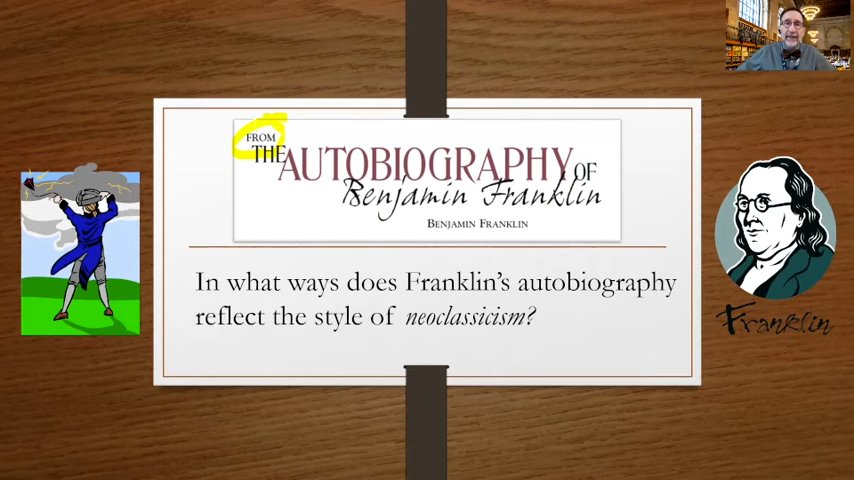 FROM
THE AUTOBIOGRAPHY OF
Benjamin Franklin
BENJAMIN FRANKLIN
In what ways does Franklin's autobiography
reflect the style of neoclassicism?
Franklin